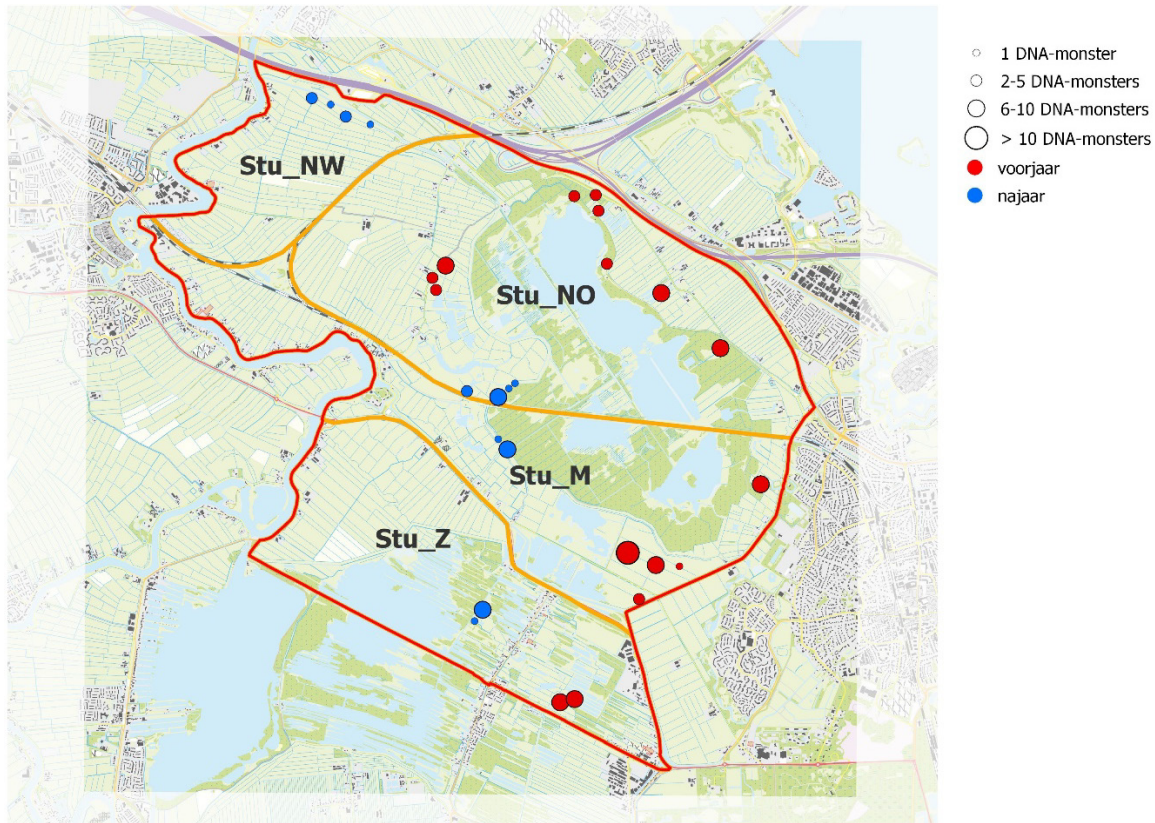 1 DNA-monster
2-5 DNA-monsters
6-10 DNA-monsters
> 10 DNA-monsters
voorjaar
najaar
Stu_NW
Stu_NO
Stu_M
Stu_Z